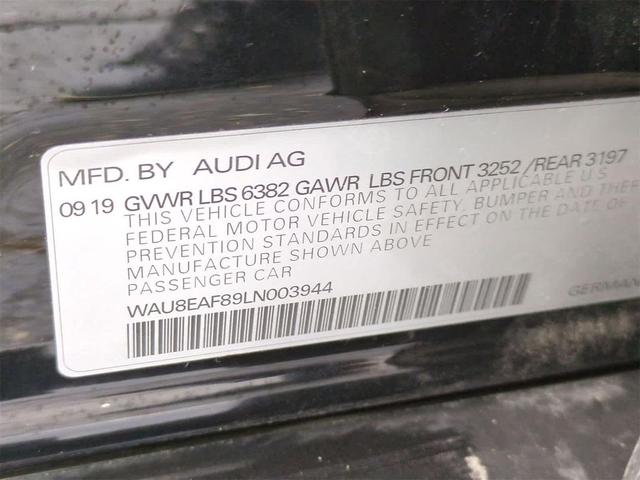 MFD. BY AUDI AG
09 19 GVWR LBS 6382 GAWR LBS FRONT 3252 /REAR 3197
THIS VEHICLE CONFORMS TO ALL APPLICABLE U S
FEDERAL MOTOR VEHICLE SAFETY, BUMPER AND THEF
PREVENTION STANDARDS IN EFFECT ON THE DATE OF
MANUFACTURE SHOWN ABOVE
PASSENGER CAR
WAU8EAF89LN003944
GERMAN